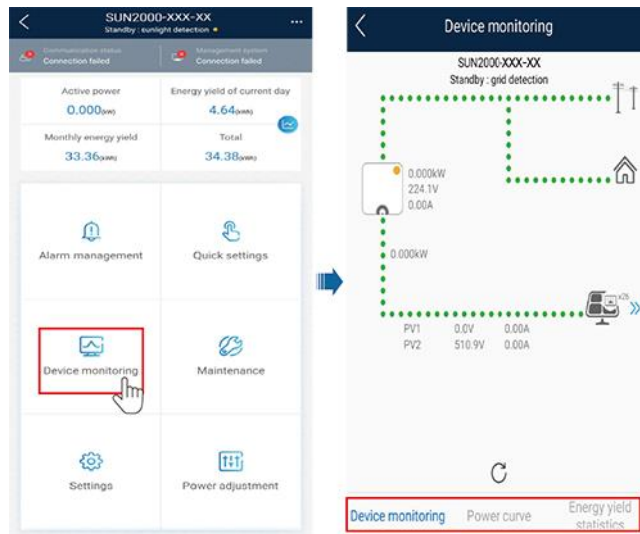 SUN2000-XXX-XX
Standby : sunlight detection
Communication status
Connection failed
Management system
Connection failed
Active power
0.000(kW)
Energy yield of current day
4.64(kWh)
Monthly energy yield
33.36(kWh)
Total
34.38(kWh)
Alarm management
Quick settings
Device monitoring
Maintenance
Settings
Power adjustment
Device monitoring
SUN2000-XXX-XX
Standby : grid detection
0.000kW
224.1V
0.00A
0.000kW
x25
PV1 0.0V 0.00A
PV2 510.9V 0.00A
Device monitoring
Power curve
Energy yield
statistics